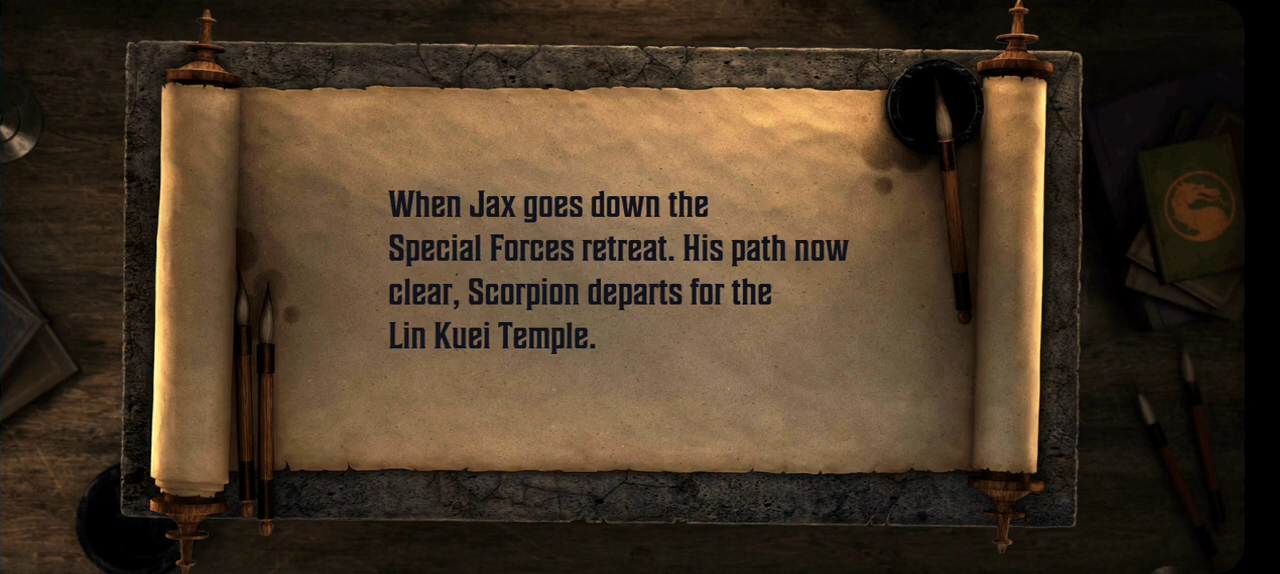 When Jax goes down the
Special Forces retreat. His path now
clear, Scorpion departs for the
Lin Kuei Temple.